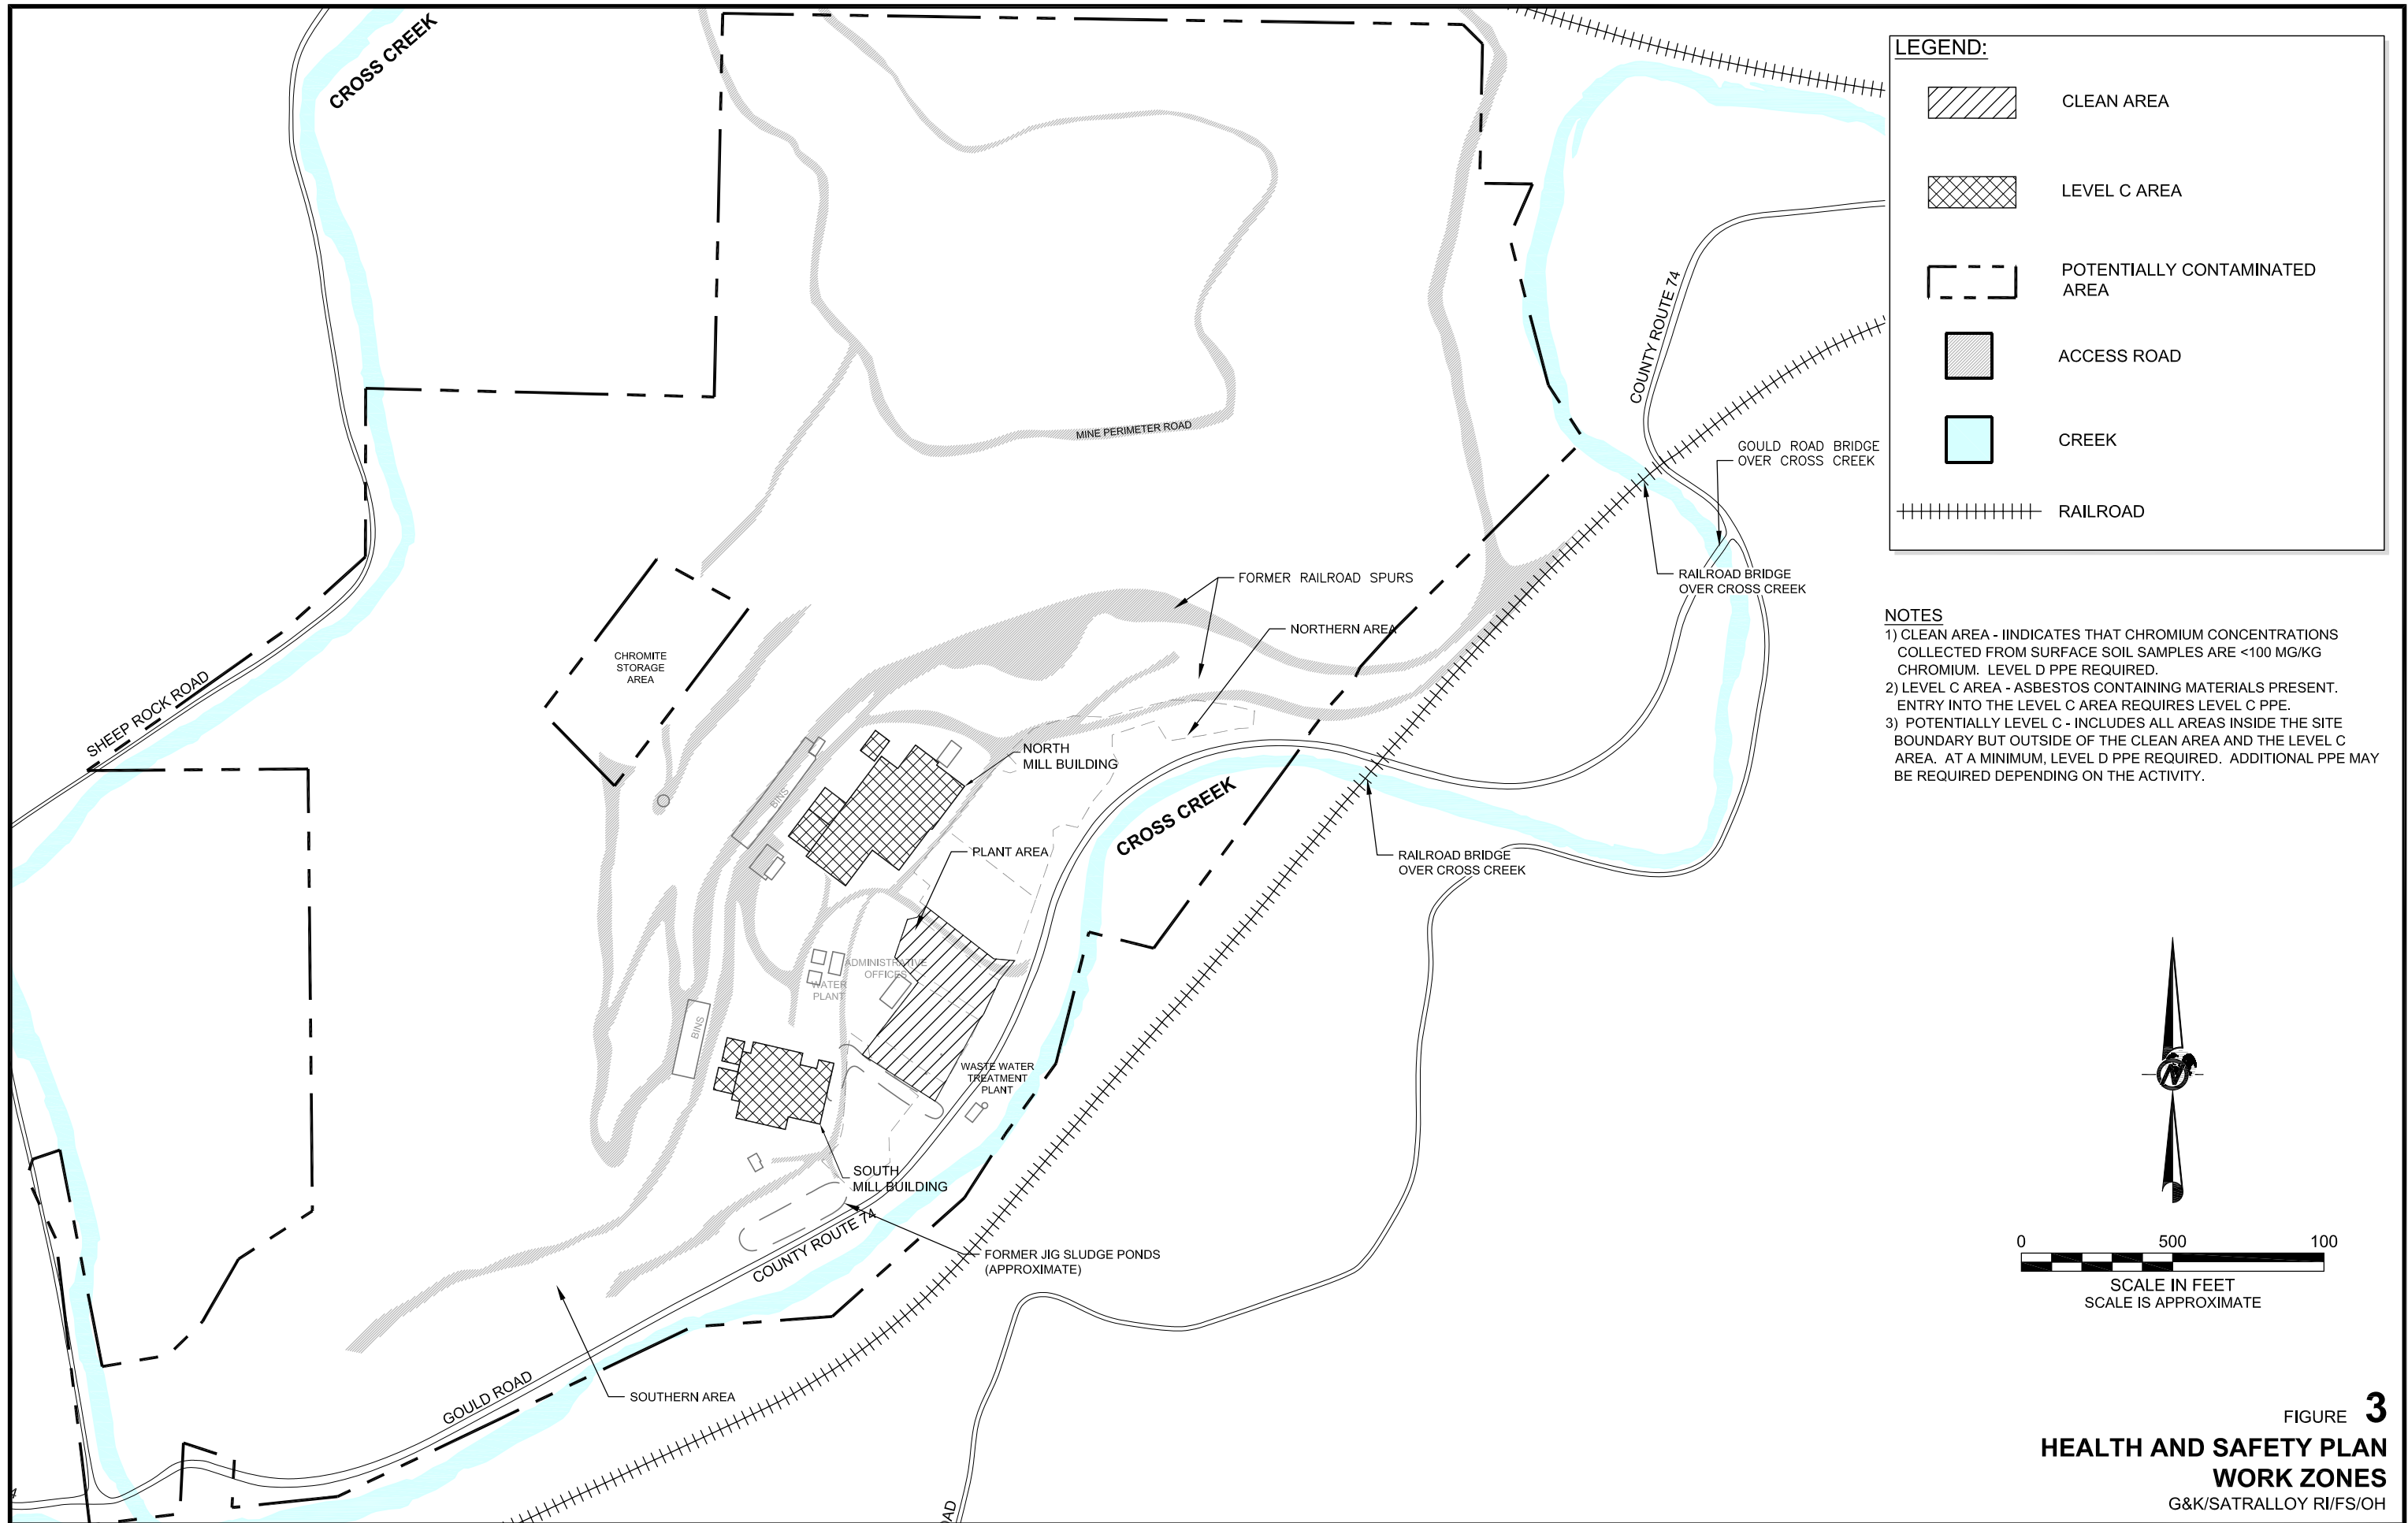 CROSS CREEK
LEGEND:
CLEAN AREA
LEVEL C AREA
POTENTIALLY CONTAMINATED
AREA
ACCESS ROAD
CREEK
RAILROAD
COUNTY ROUTE 74
MINE PERIMETER ROAD
GOULD ROAD BRIDGE
OVER CROSS CREEK
RAILROAD BRIDGE
OVER CROSS CREEK
FORMER RAILROAD SPURS
NORTHERN AREA
CHROMITE
STORAGE
AREA
SHEEP ROCK ROAD
NOTES
1) CLEAN AREA - IINDICATES THAT CHROMIUM CONCENTRATIONS
COLLECTED FROM SURFACE SOIL SAMPLES ARE <100 MG/KG
CHROMIUM. LEVEL D PPE REQUIRED.
2) LEVEL C AREA - ASBESTOS CONTAINING MATERIALS PRESENT.
ENTRY INTO THE LEVEL C AREA REQUIRES LEVEL C PPE.
3) POTENTIALLY LEVEL C - INCLUDES ALL AREAS INSIDE THE SITE
BOUNDARY BUT OUTSIDE OF THE CLEAN AREA AND THE LEVEL C
AREA. AT A MINIMUM, LEVEL D PPE REQUIRED. ADDITIONAL PPE MAY
BE REQUIRED DEPENDING ON THE ACTIVITY.
NORTH
MILL BUILDING
BINS
CROSS CREEK
PLANT AREA
RAILROAD BRIDGE
OVER CROSS CREEK
ADMINISTRATIVE
OFFICES
WATER
PLANT
BINS
WASTE WATER
TREATMENT
PLANT
SOUTH
MILL BUILDING
COUNTY ROUTE 74
FORMER JIG SLUDGE PONDS
(APPROXIMATE)
GOULD ROAD
SOUTHERN AREA
N
0 500 100
SCALE IN FEET
SCALE IS APPROXIMATE
FIGURE 3
HEALTH AND SAFETY PLAN
WORK ZONES
G&K/SATRALLOY RI/FS/OH